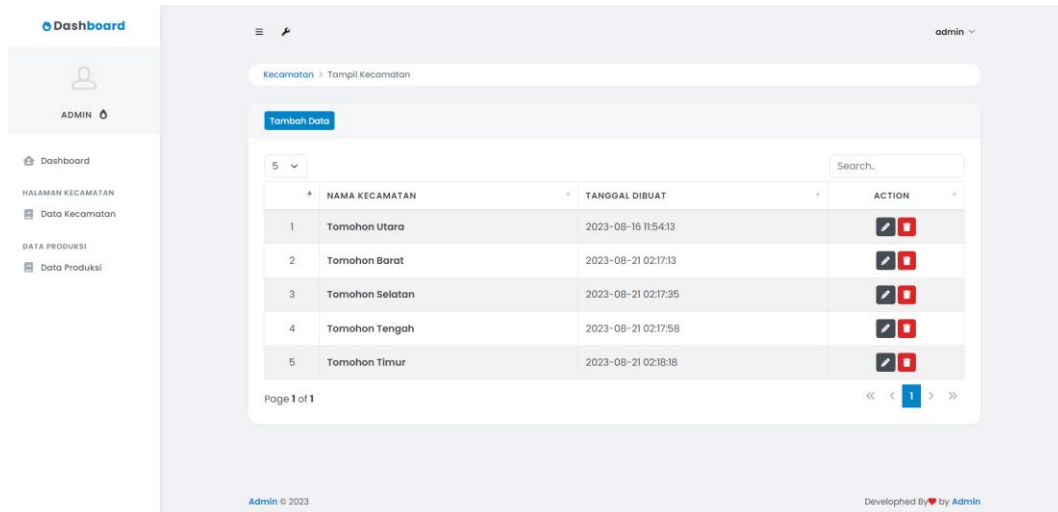 Dashboard
admin
Kecamatan > Tampil Kecamatan
ADMIN
Tambah Data
Dashboard
HALAMAN KECAMATAN
Data Kecamatan
DATA PRODUKSI
Data Produksi
5 Search..
NAMA KECAMATAN TANGGAL DIBUAT ACTION
1 Tomohon Utara 2023-08-16 11:54:13
2 Tomohon Barat 2023-08-21 02:17:13
3 Tomohon Selatan 2023-08-21 02:17:35
4 Tomohon Tengah 2023-08-21 02:17:58
5 Tomohon Timur 2023-08-21 02:18:18
Page 1 of 1 « < 1 > »
Admin © 2023 Develophed By♥ by Admin